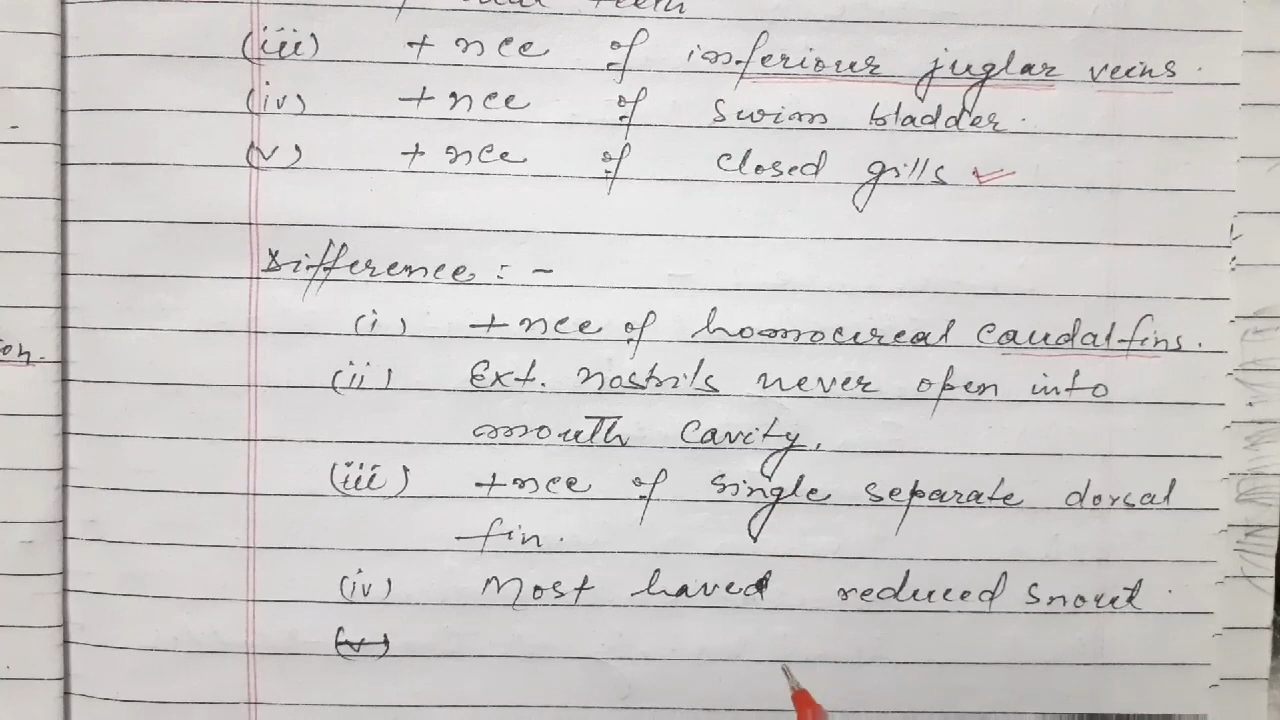 teeth
(iii) +nce of inferiour juglar veins.
(iv) +nce of Swim bladder.
(v) +nce of closed gills
Difference : -
(i) +nce of homocureal caudal fins.
(ii) Ext. nostrils never open into
mouth cavity.
(iii) +nce of single separate dorsal
fin.
(iv) Most haved reduced snout.
(v)